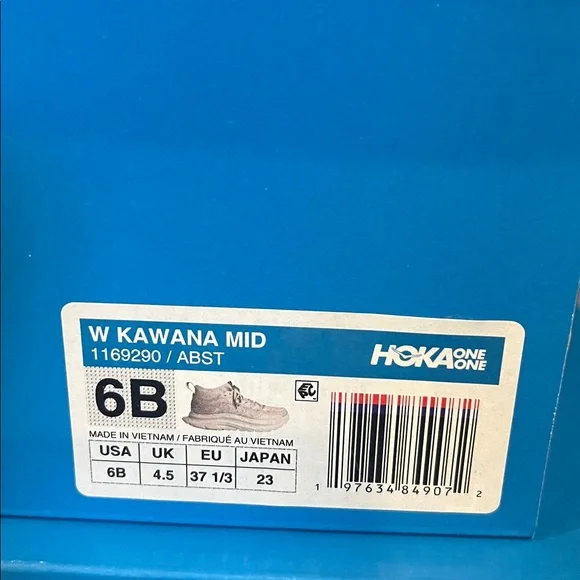 W KAWANA MID
1169290 / ABST
HOKA ONE ONE
6B
MADE IN VIETNAM / FABRIQUÉ AU VIETNAM
USA UK EU JAPAN
6B 4.5 37 1/3 23
1 97634 84907 2